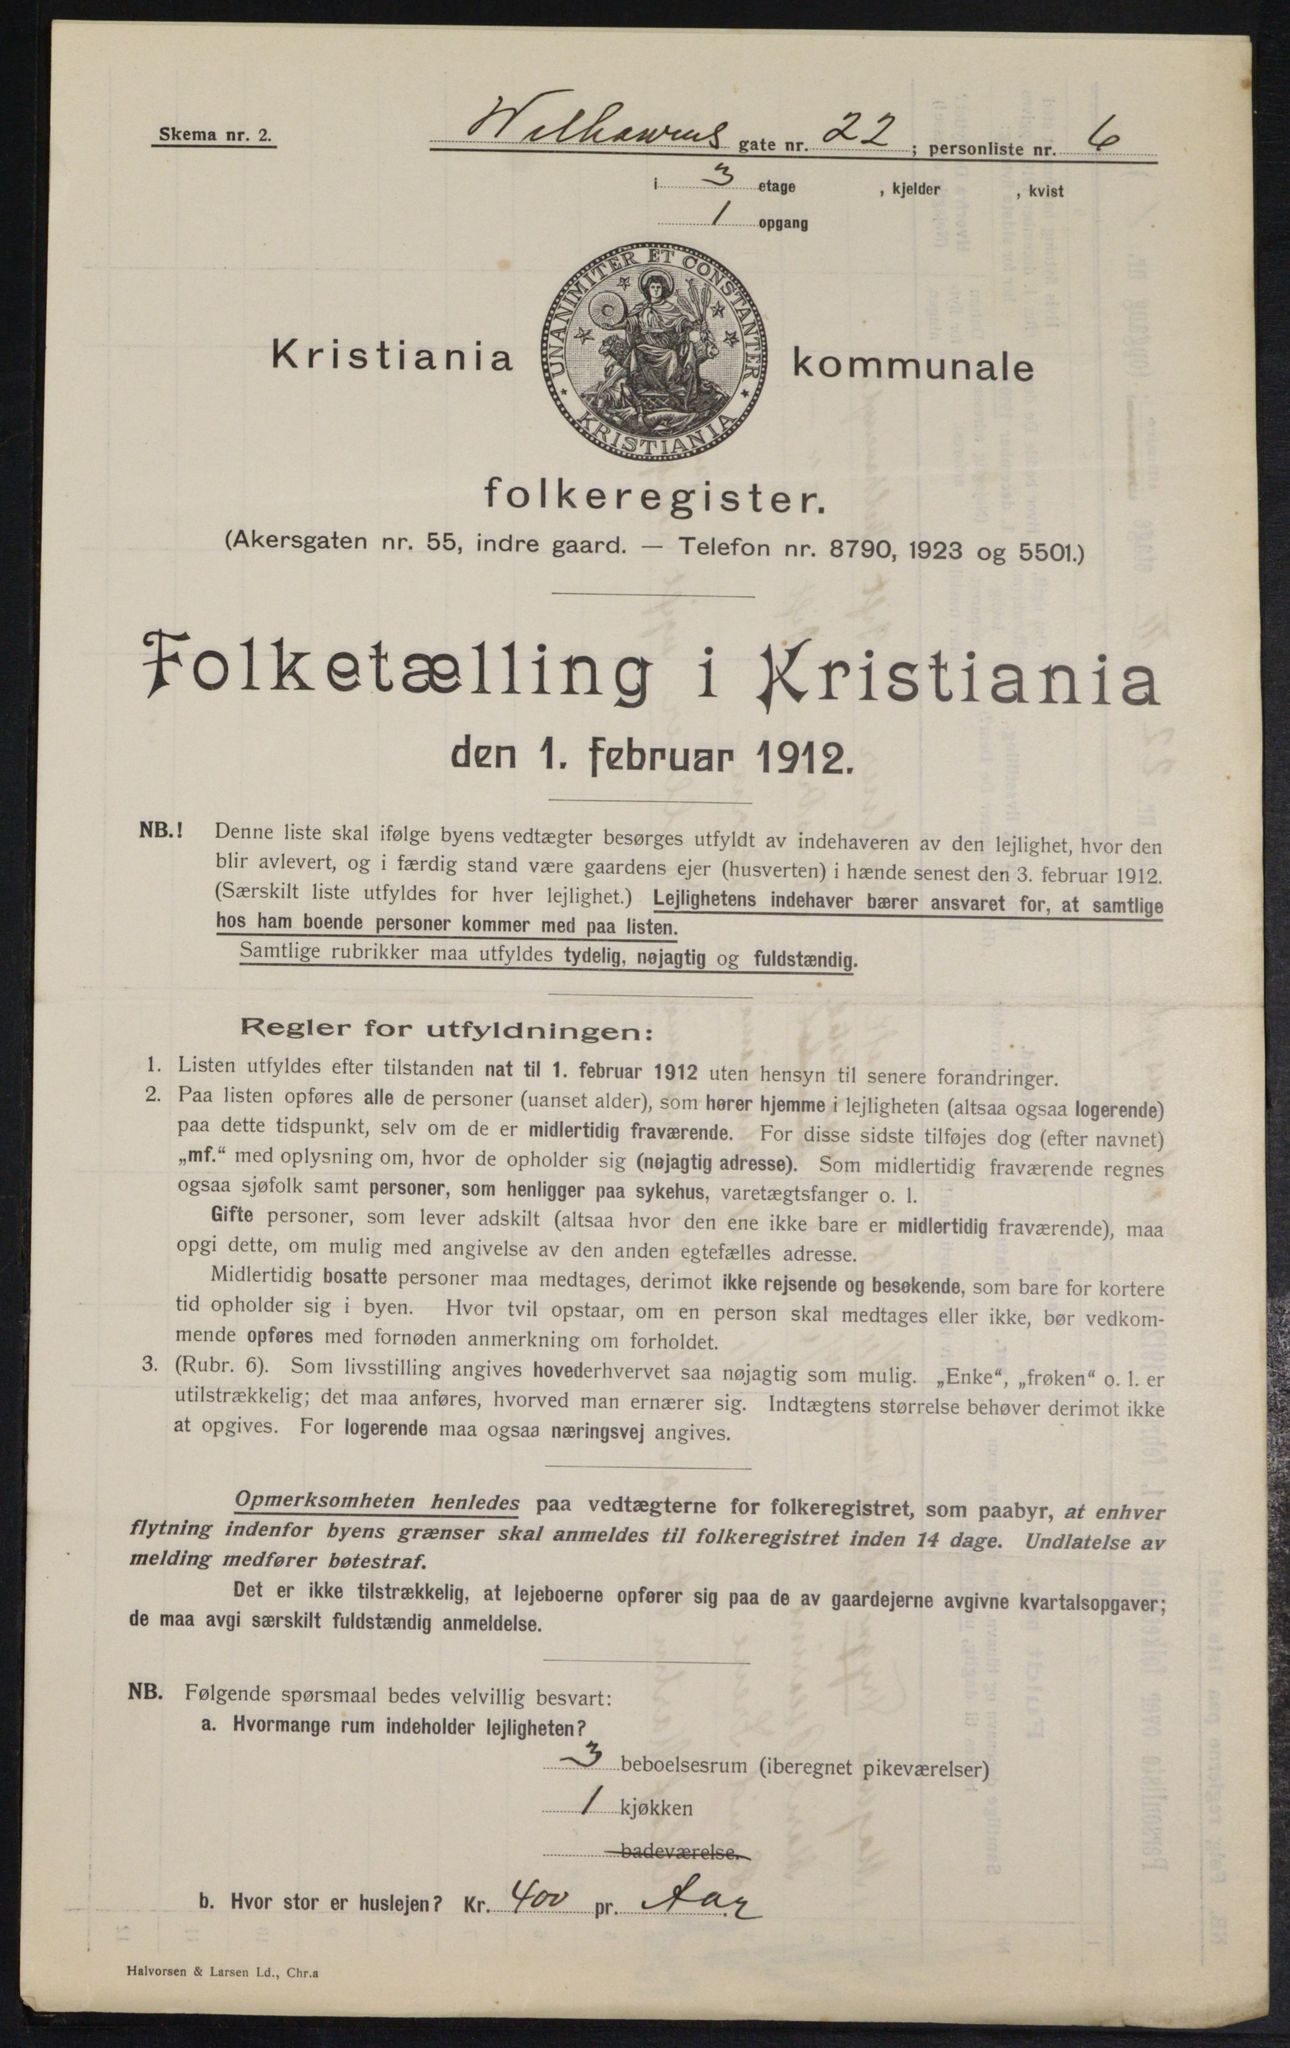 Skema nr. 2.
Welhavens gate nr. 22 ; personliste nr. 6
i 3 etage , kjelder , kvist
1 opgang
UNANIMITER ET CONSTANTER
KRISTIANIA
Kristiania kommunale
folkeregister.
(Akersgaten nr. 55, indre gaard. — Telefon nr. 8790, 1923 og 5501.)
Folketælling i Kristiania
den 1. februar 1912.
NB.! Denne liste skal ifølge byens vedtægter besørges utfyldt av indehaveren av den lejlighet, hvor den
blir avlevert, og i færdig stand være gaardens ejer (husverten) i hænde senest den 3. februar 1912.
(Særskilt liste utfyldes for hver lejlighet.) Lejlighetens indehaver bærer ansvaret for, at samtlige
hos ham boende personer kommer med paa listen.
Samtlige rubrikker maa utfyldes tydelig, nøjagtig og fuldstændig.
Regler for utfyldningen:
1. Listen utfyldes efter tilstanden nat til 1. februar 1912 uten hensyn til senere forandringer.
2. Paa listen opføres alle de personer (uanset alder), som hører hjemme i lejligheten (altsaa ogsaa logerende)
paa dette tidspunkt, selv om de er midlertidig fraværende. For disse sidste tilføjes dog (efter navnet)
„mf.“ med oplysning om, hvor de opholder sig (nøjagtig adresse). Som midlertidig fraværende regnes
ogsaa sjøfolk samt personer, som henligger paa sykehus, varetægtsfanger o. l.
Gifte personer, som lever adskilt (altsaa hvor den ene ikke bare er midlertidig fraværende), maa
opgi dette, om mulig med angivelse av den anden egtefælles adresse.
Midlertidig bosatte personer maa medtages, derimot ikke rejsende og besøkende, som bare for kortere
tid opholder sig i byen. Hvor tvil opstaar, om en person skal medtages eller ikke, bør vedkom-
mende opføres med fornøden anmerkning om forholdet.
3. (Rubr. 6). Som livsstilling angives hovederhvervet saa nøjagtig som mulig. „Enke“, „frøken“ o. l. er
utilstrækkelig; det maa anføres, hvorved man ernærer sig. Indtægtens størrelse behøver derimot ikke
at opgives. For logerende maa ogsaa næringsvej angives.
Opmerksomheten henledes paa vedtægterne for folkeregistret, som paabyr, at enhver
flytning indenfor byens grænser skal anmeldes til folkeregistret inden 14 dage. Undlatelse av
melding medfører bøtestraf.
Det er ikke tilstrækkelig, at lejeboerne opfører sig paa de av gaardejerne avgivne kvartalsopgaver;
de maa avgi særskilt fuldstændig anmeldelse.
NB. Følgende spørsmaal bedes velvillig besvart:
a. Hvormange rum indeholder lejligheten?
3 beboelsesrum (iberegnet pikeværelser)
1 kjøkken
badeværelse.
b. Hvor stor er huslejen? Kr. 400 pr. Aar
Halvorsen & Larsen Ld., Chr.a